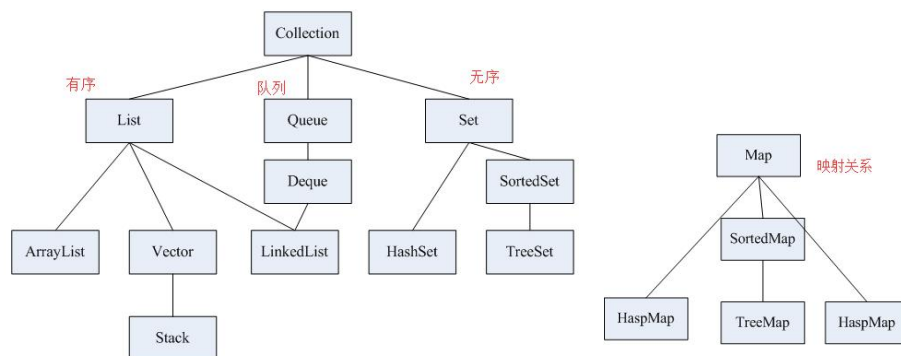 Collection
有序
队列
无序
List
Queue
Set
Map
映射关系
Deque
SortedSet
SortedMap
ArrayList
Vector
LinkedList
HashSet
TreeSet
HaspMap
TreeMap
HaspMap
Stack